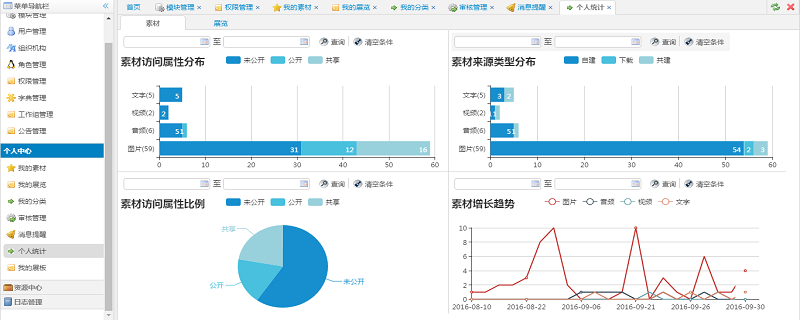 菜单导航栏
模块管理
用户管理
组织机构
角色管理
权限管理
字典管理
工作组管理
公告管理
个人中心
我的素材
我的展览
我的分类
审核管理
消息提醒
个人统计
我的展板
资源中心
日志管理
首页 模块管理 × 权限管理 × 我的素材 × 我的展览 × 我的分类 × 审核管理 × 消息提醒 × 个人统计 ×
素材 展览
至 查询 清空条件
素材访问属性分布
未公开 公开 共享
文字(5) 5
视频(2) 2
音频(6) 5 1
图片(59) 31 12 16
0 10 20 30 40 50 60
至 查询 清空条件
素材来源类型分布
自建 下载 共建
文字(5) 3 2
视频(2) 1
音频(6) 5 1
图片(59) 54 2 3
0 10 20 30 40 50 60
至 查询 清空条件
素材访问属性比例
未公开 公开 共享
共享
公开
未公开
至 查询 清空条件
素材增长趋势
图片 音频 视频 文字
10
8
6
4
2
0
2016-08-10 2016-08-22 2016-09-06 2016-09-21 2016-09-26 2016-09-30